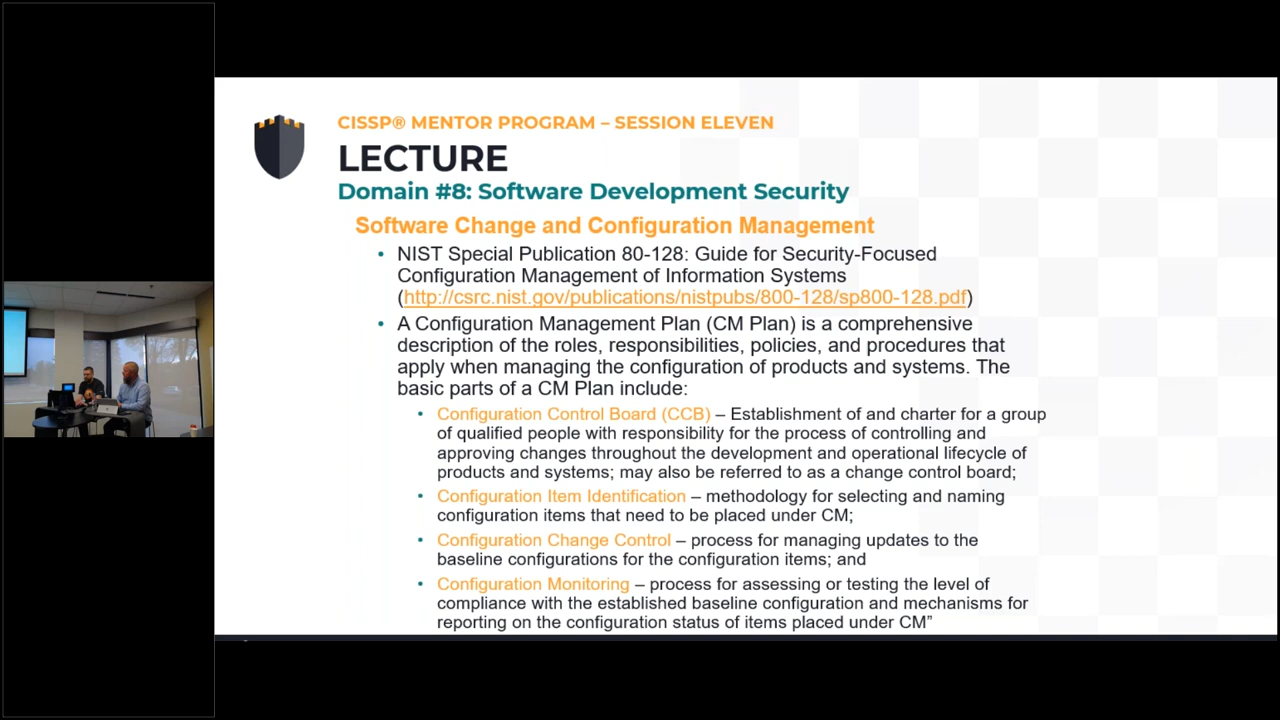 CISSP® MENTOR PROGRAM – SESSION ELEVEN
LECTURE
Domain #8: Software Development Security
Software Change and Configuration Management
• NIST Special Publication 80-128: Guide for Security-Focused
Configuration Management of Information Systems
(http://csrc.nist.gov/publications/nistpubs/800-128/sp800-128.pdf)
• A Configuration Management Plan (CM Plan) is a comprehensive
description of the roles, responsibilities, policies, and procedures that
apply when managing the configuration of products and systems. The
basic parts of a CM Plan include:
• Configuration Control Board (CCB) – Establishment of and charter for a group
of qualified people with responsibility for the process of controlling and
approving changes throughout the development and operational lifecycle of
products and systems; may also be referred to as a change control board;
• Configuration Item Identification – methodology for selecting and naming
configuration items that need to be placed under CM;
• Configuration Change Control – process for managing updates to the
baseline configurations for the configuration items; and
• Configuration Monitoring – process for assessing or testing the level of
compliance with the established baseline configuration and mechanisms for
reporting on the configuration status of items placed under CM”